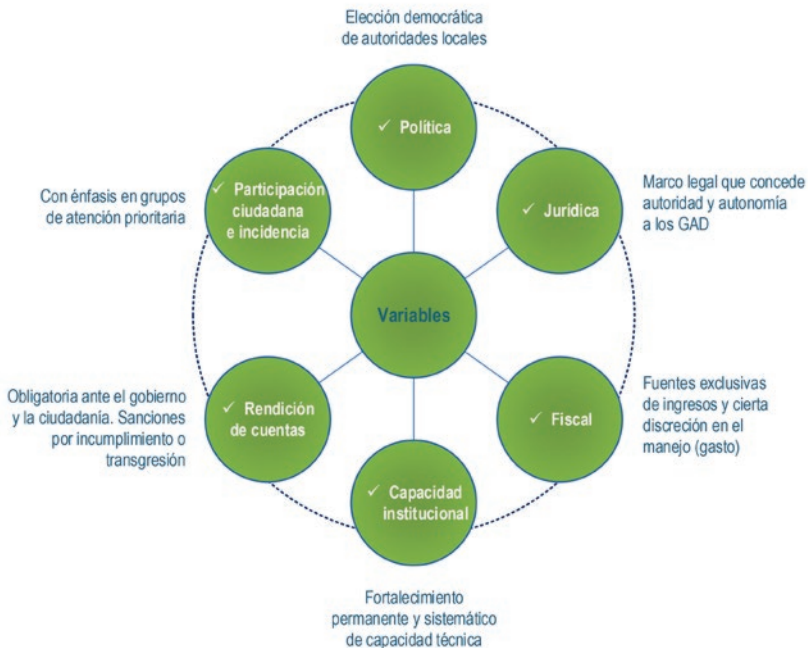 Elección democrática
de autoridades locales
✓ Política
Marco legal que concede
autoridad y autonomía
a los GAD
✓ Jurídica
Fuentes exclusivas
de ingresos y cierta
discreción en el
manejo (gasto)
✓ Fiscal
Fortalecimiento
permanente y sistemático
de capacidad técnica
✓ Capacidad
institucional
Obligatoria ante el gobierno
y la ciudadanía. Sanciones
por incumplimiento o
transgresión
✓ Rendición
de cuentas
Con énfasis en grupos
de atención prioritaria
✓ Participación
ciudadana
e incidencia
Variables